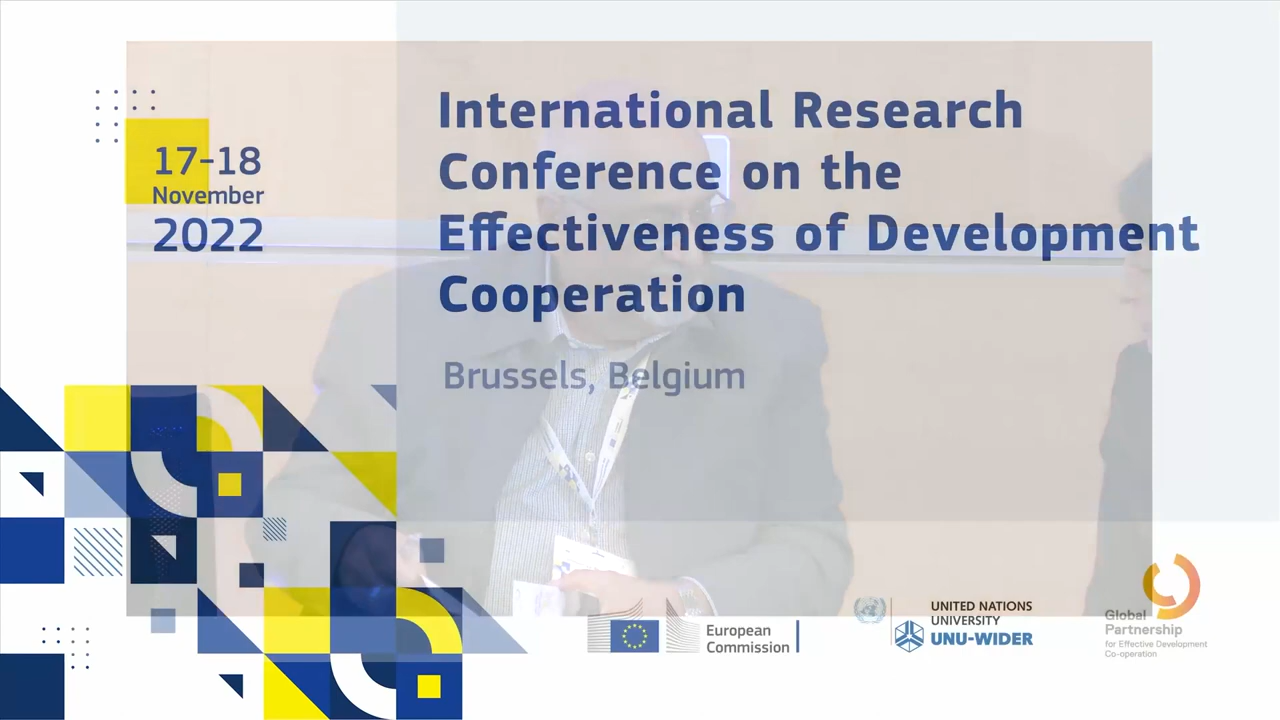 17-18
November
2022
International Research
Conference on the
Effectiveness of Development
Cooperation
Brussels, Belgium
European
Commission
UNITED NATIONS
UNIVERSITY
UNU-WIDER
Global
Partnership
for Effective Development
Co-operation